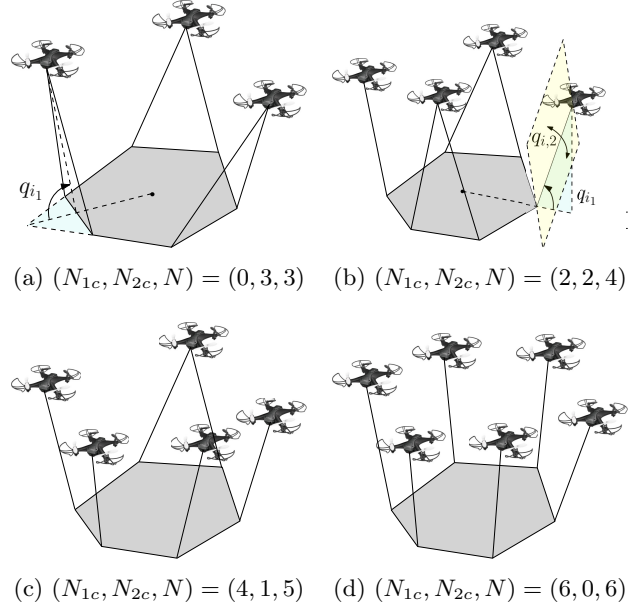 q_{i_1}
q_{i,2}
q_{i_1}
(a) (N_{1c}, N_{2c}, N) = (0, 3, 3)
(b) (N_{1c}, N_{2c}, N) = (2, 2, 4)
(c) (N_{1c}, N_{2c}, N) = (4, 1, 5)
(d) (N_{1c}, N_{2c}, N) = (6, 0, 6)